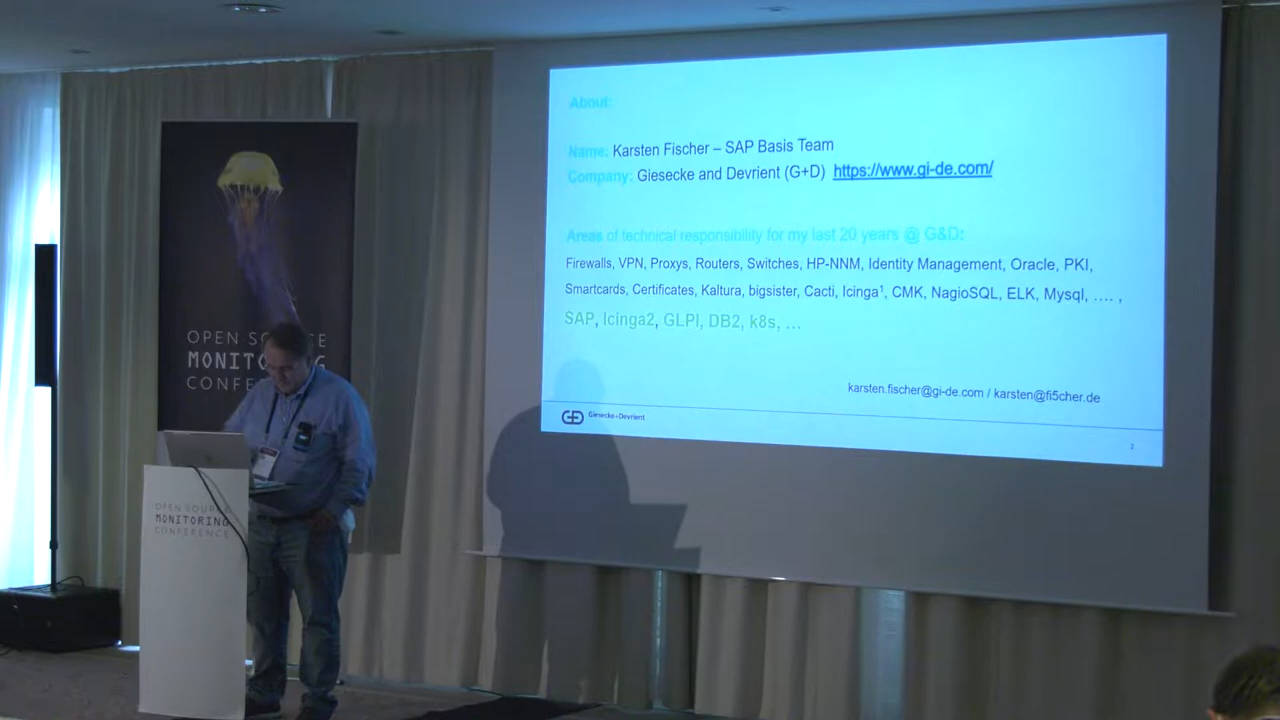 About:
Name: Karsten Fischer – SAP Basis Team
Company: Giesecke and Devrient (G+D) https://www.gi-de.com/
Areas of technical responsibility for my last 20 years @ G&D:
Firewalls, VPN, Proxys, Routers, Switches, HP-NNM, Identity Management, Oracle, PKI,
Smartcards, Certificates, Kaltura, bigsister, Cacti, Icinga¹, CMK, NagioSQL, ELK, Mysql, …. ,
SAP, Icinga2, GLPI, DB2, k8s, …
karsten.fischer@gi-de.com / karsten@fi5cher.de
G+D Giesecke+Devrient
2
OPEN
MONITORING
CONFERENCE
OPEN SOURCE
MONITORING
CONFERENCE